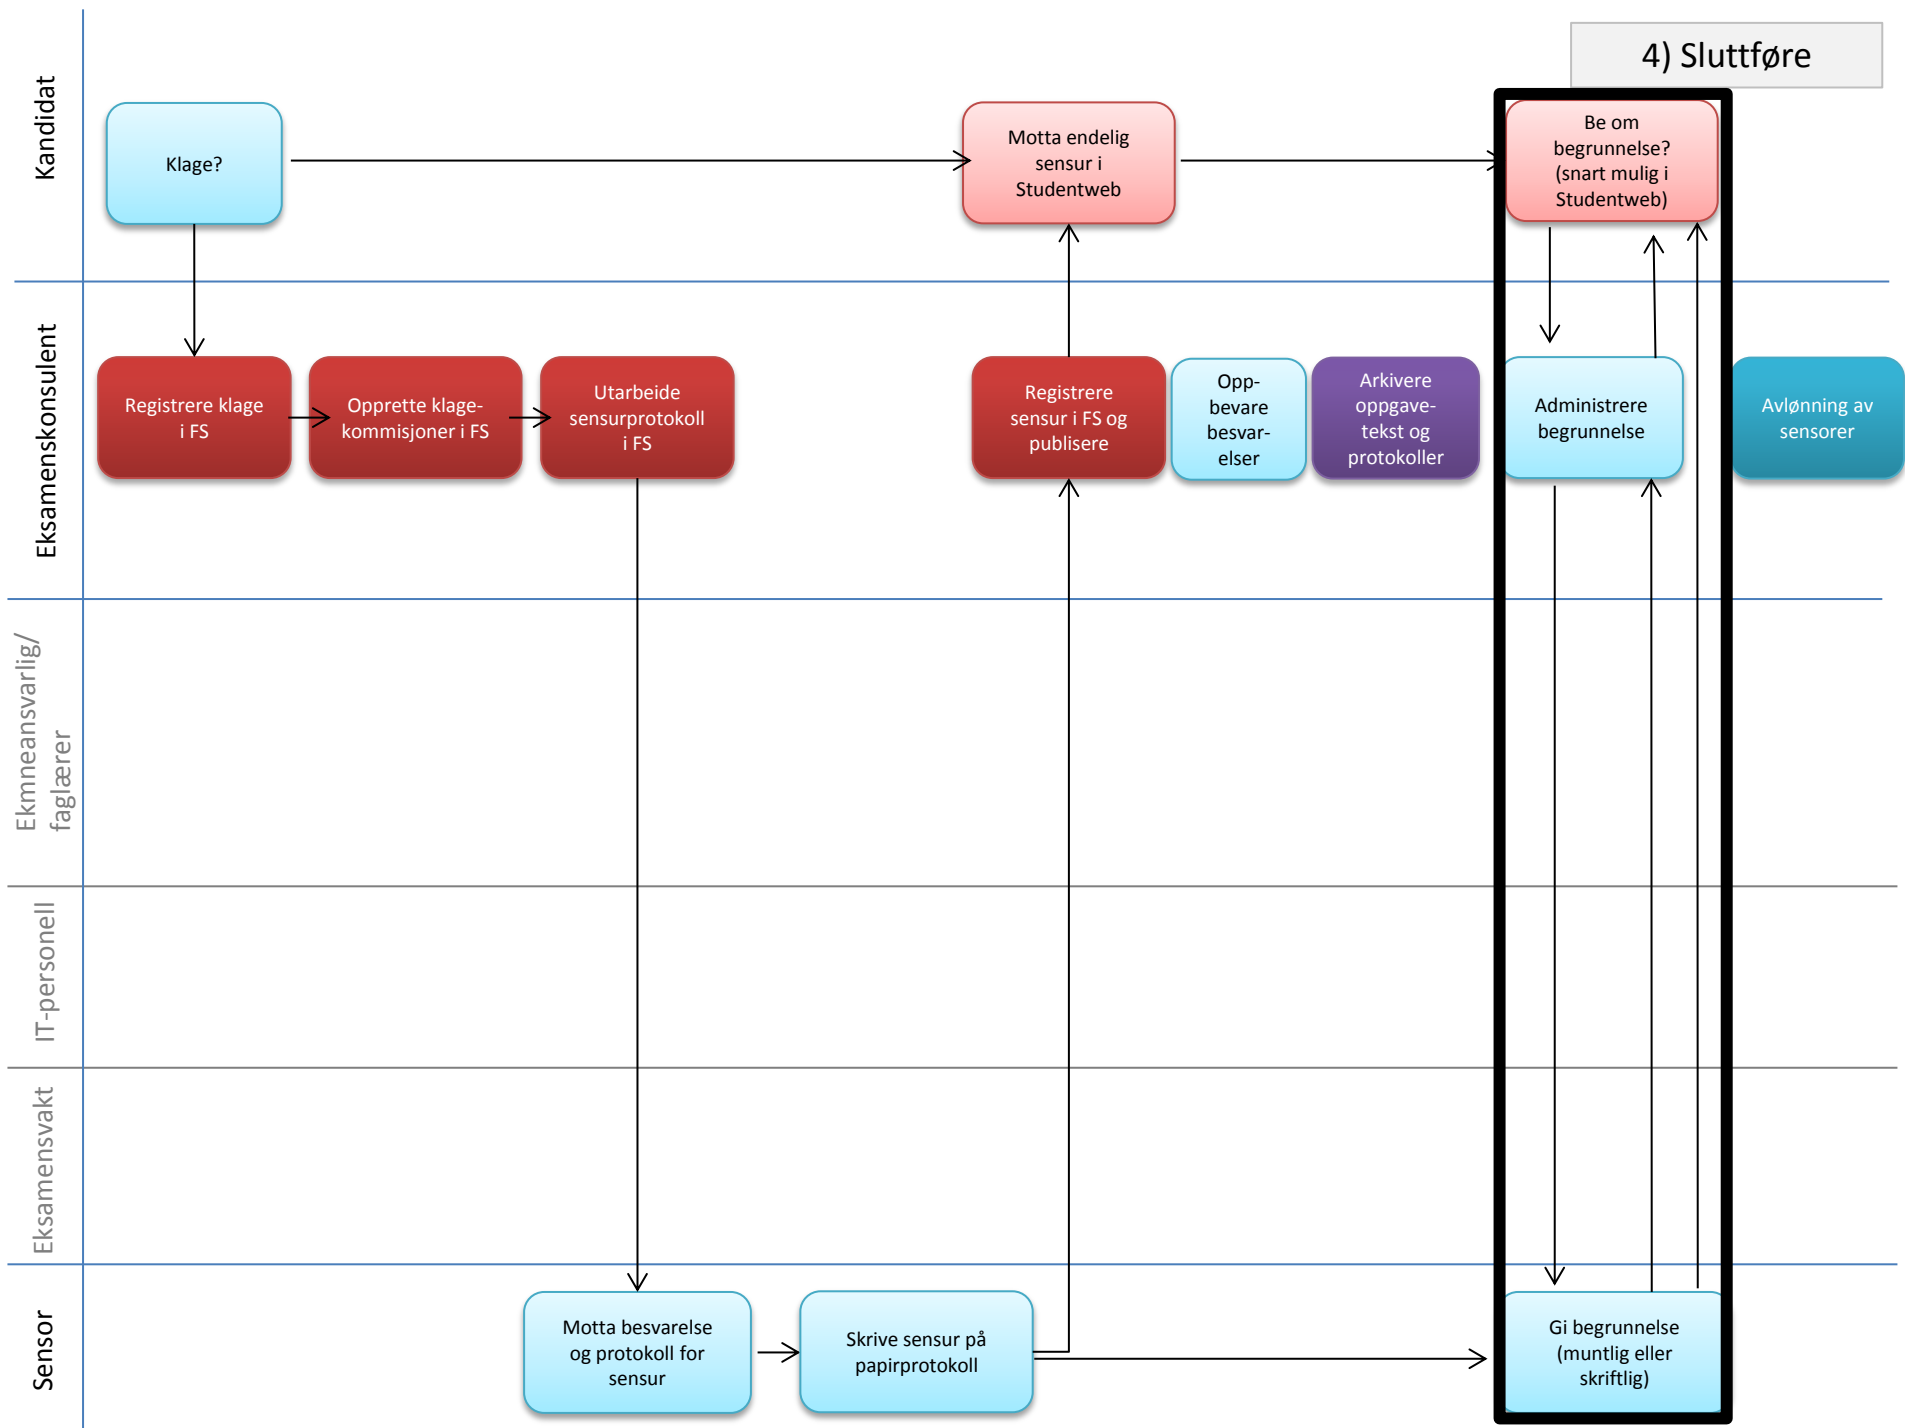 4) Sluttføre
Kandidat
Klage?
Motta endelig
sensur i
Studentweb
Be om
begrunnelse?
(snart mulig i
Studentweb)
Eksamenskonsulent
Registrere klage
i FS
Opprette klage-
kommisjoner i FS
Utarbeide
sensurprotokoll
i FS
Registrere
sensur i FS og
publisere
Opp-
bevare
besvar-
elser
Arkivere
oppgave-
tekst og
protokoller
Administrere
begrunnelse
Avlønning av
sensorer
Ekmneansvarlig/
faglærer
IT-personell
Eksamensvakt
Sensor
Motta besvarelse
og protokoll for
sensur
Skrive sensur på
papirprotokoll
Gi begrunnelse
(muntlig eller
skriftlig)